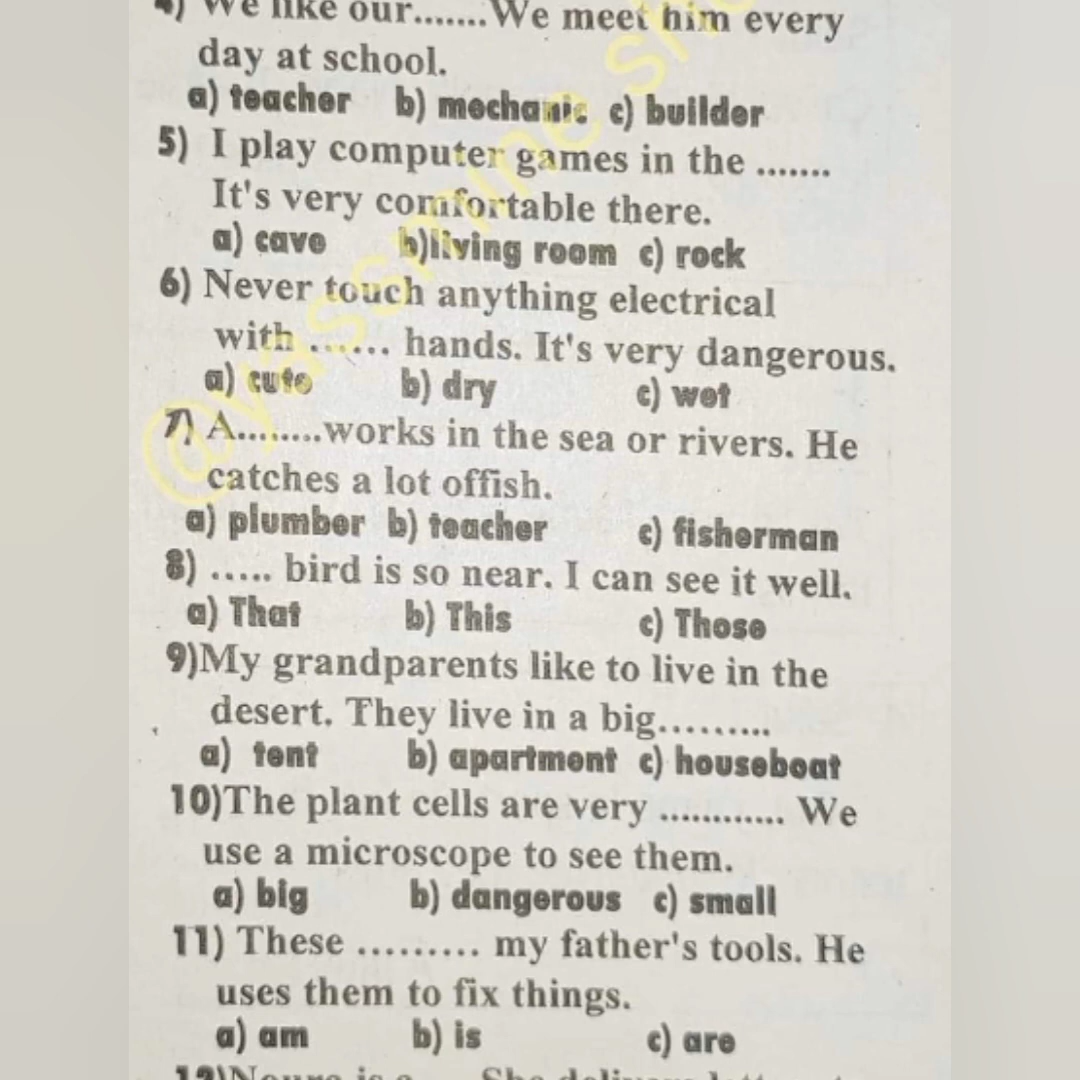 4) We like our.......We meet him every
day at school.
a) teacher b) mechanic c) builder
5) I play computer games in the .......
It's very comfortable there.
a) cave b)living room c) rock
6) Never touch anything electrical
with ...... hands. It's very dangerous.
a) cute b) dry c) wet
7) A........works in the sea or rivers. He
catches a lot offish.
a) plumber b) teacher c) fisherman
8) ..... bird is so near. I can see it well.
a) That b) This c) Those
9)My grandparents like to live in the
desert. They live in a big.........
a) tent b) apartment c) houseboat
10)The plant cells are very ............ We
use a microscope to see them.
a) big b) dangerous c) small
11) These ......... my father's tools. He
uses them to fix things.
a) am b) is c) are
12) is a She